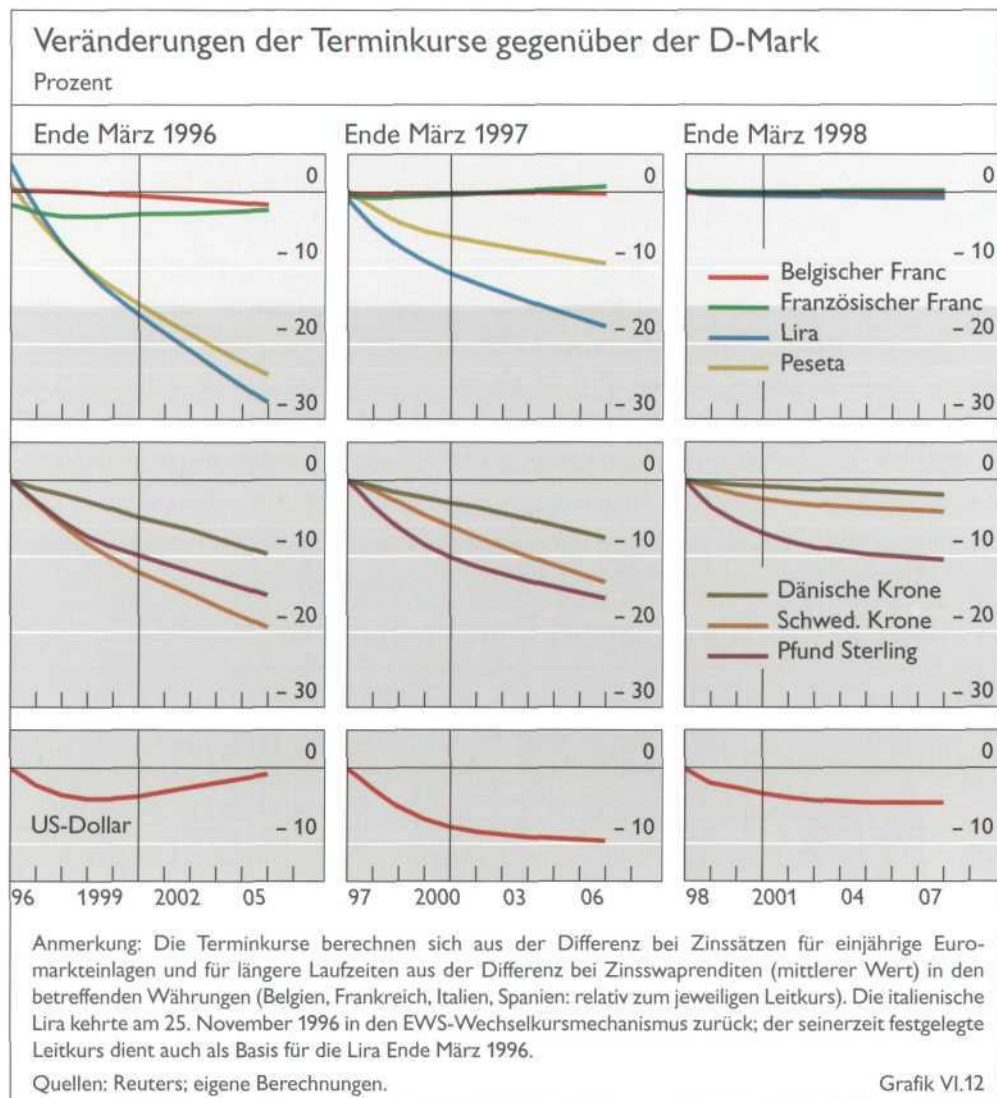 Veränderungen der Terminkurse gegenüber der D-Mark
Prozent
Ende März 1996
Ende März 1997
Ende März 1998
0
– 10
– 20
– 30
0
– 10
– 20
– 30
0
– 10
– 20
– 30
Belgischer Franc
Französischer Franc
Lira
Peseta
0
– 10
– 20
– 30
0
– 10
– 20
– 30
0
– 10
– 20
– 30
Dänische Krone
Schwed. Krone
Pfund Sterling
0
– 10
0
– 10
0
– 10
US-Dollar
96 1999 2002 05
97 2000 03 06
98 2001 04 07
Anmerkung: Die Terminkurse berechnen sich aus der Differenz bei Zinssätzen für einjährige Euro-
markteinlagen und für längere Laufzeiten aus der Differenz bei Zinsswaprenditen (mittlerer Wert) in den
betreffenden Währungen (Belgien, Frankreich, Italien, Spanien: relativ zum jeweiligen Leitkurs). Die italienische
Lira kehrte am 25. November 1996 in den EWS-Wechselkursmechanismus zurück; der seinerzeit festgelegte
Leitkurs dient auch als Basis für die Lira Ende März 1996.
Quellen: Reuters; eigene Berechnungen.
Grafik VI.12